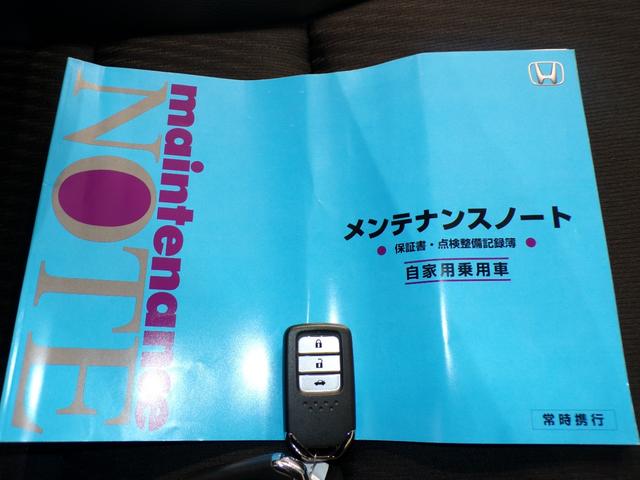 maintenance
NOTE
メンテナンスノート
● 保証書・点検整備記録簿 ●
自家用乗用車
常時携行